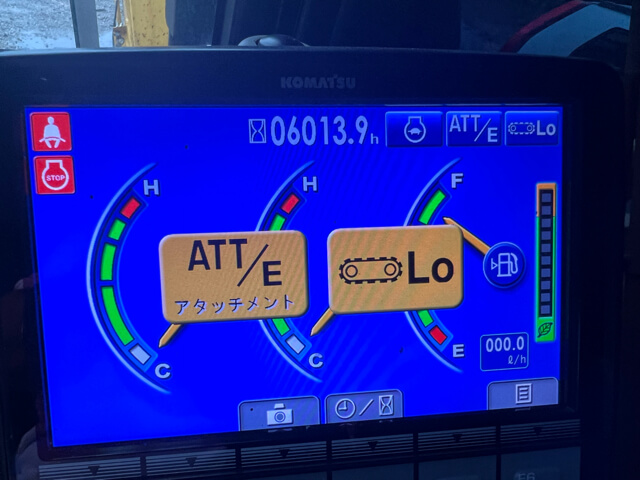 KOMATSU
06013.9h
ATT/E
Lo
STOP
H
H
F
ATT/E
アタッチメント
Lo
C
C
E
000.0
ℓ/h